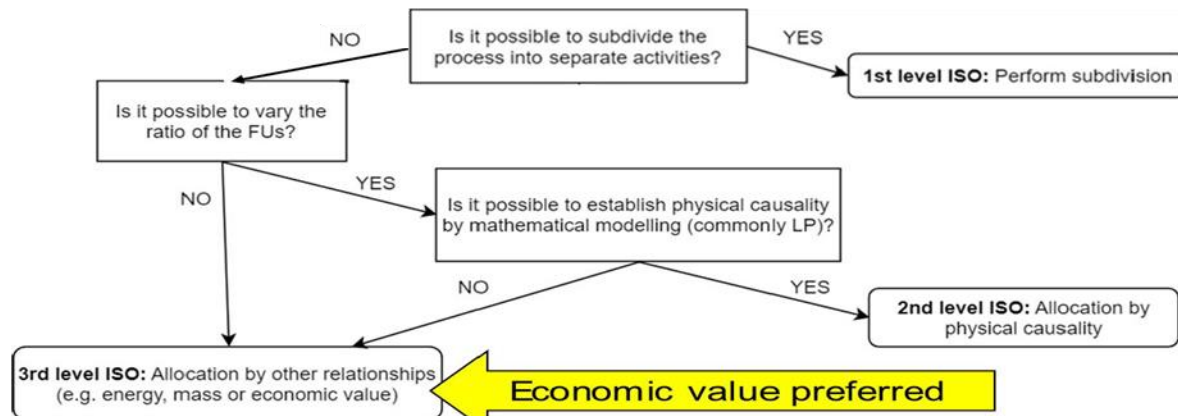 Is it possible to subdivide the
process into separate activities?
NO
YES
1st level ISO: Perform subdivision
Is it possible to vary the
ratio of the FUs?
NO
YES
Is it possible to establish physical causality
by mathematical modelling (commonly LP)?
NO
YES
2nd level ISO: Allocation by
physical causality
3rd level ISO: Allocation by other relationships
(e.g. energy, mass or economic value)
Economic value preferred